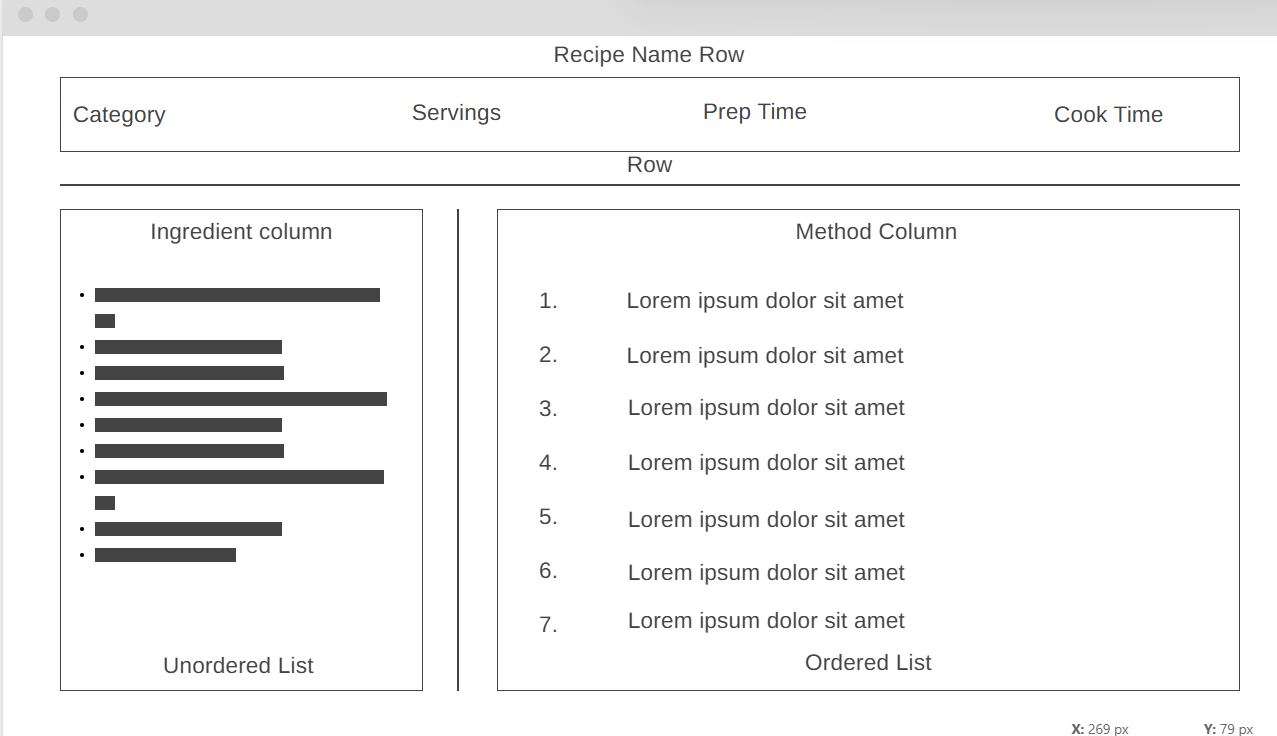 Recipe Name Row
Category Servings Prep Time Cook Time
Row
Ingredient column
Unordered List
Method Column
1. Lorem ipsum dolor sit amet
2. Lorem ipsum dolor sit amet
3. Lorem ipsum dolor sit amet
4. Lorem ipsum dolor sit amet
5. Lorem ipsum dolor sit amet
6. Lorem ipsum dolor sit amet
7. Lorem ipsum dolor sit amet
Ordered List
X: 269 px Y: 79 px